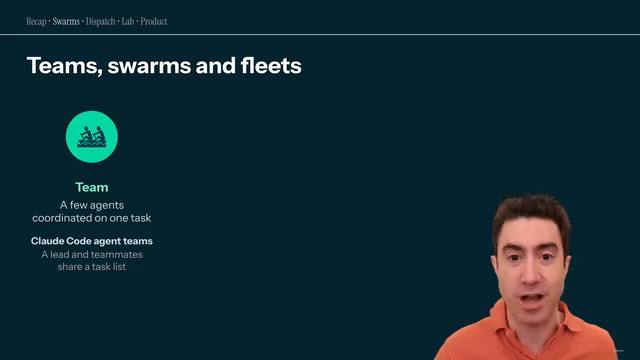 Recap • Swarms • Dispatch • Lab • Product
Teams, swarms and fleets
Team
A few agents
coordinated on one task
Claude Code agent teams
A lead and teammates
share a task list